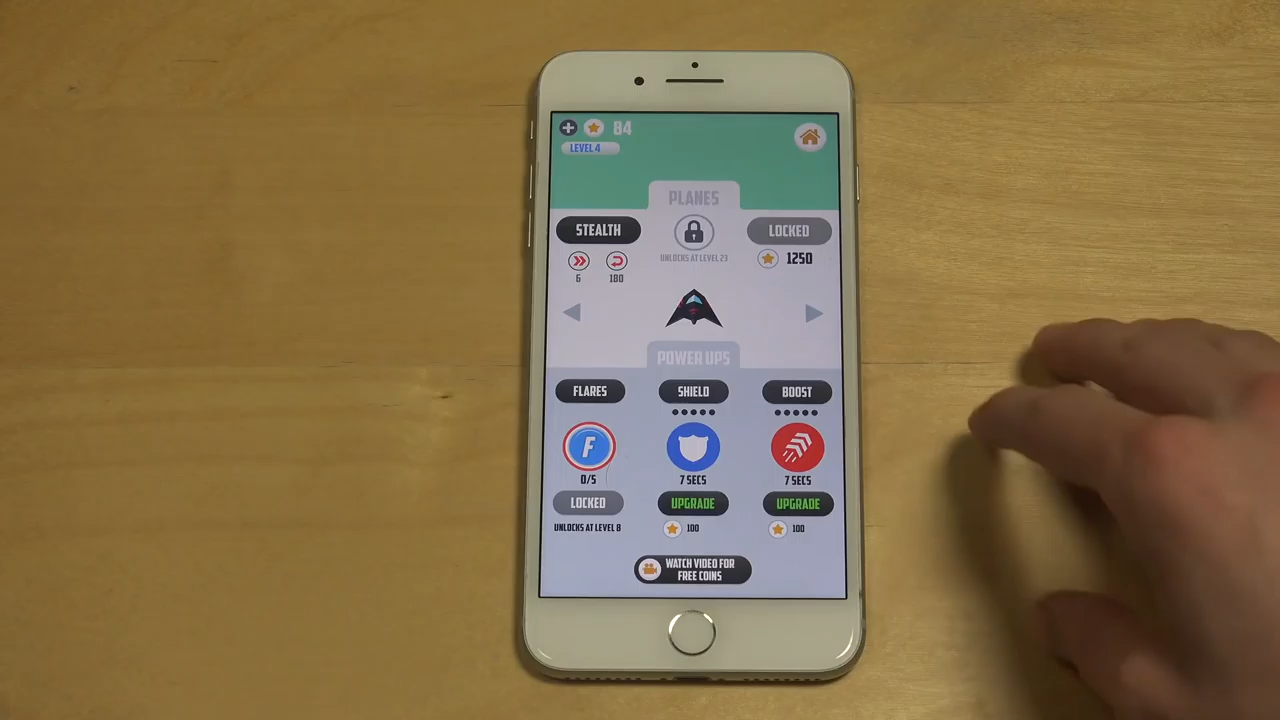 84
LEVEL 4
PLANES
STEALTH
LOCKED
UNLOCKS AT LEVEL 23
1250
6
180
POWER UPS
FLARES
SHIELD
BOOST
F
0/5
7 SECS
7 SECS
LOCKED
UPGRADE
UPGRADE
UNLOCKS AT LEVEL 8
100
100
WATCH VIDEO FOR
FREE COINS